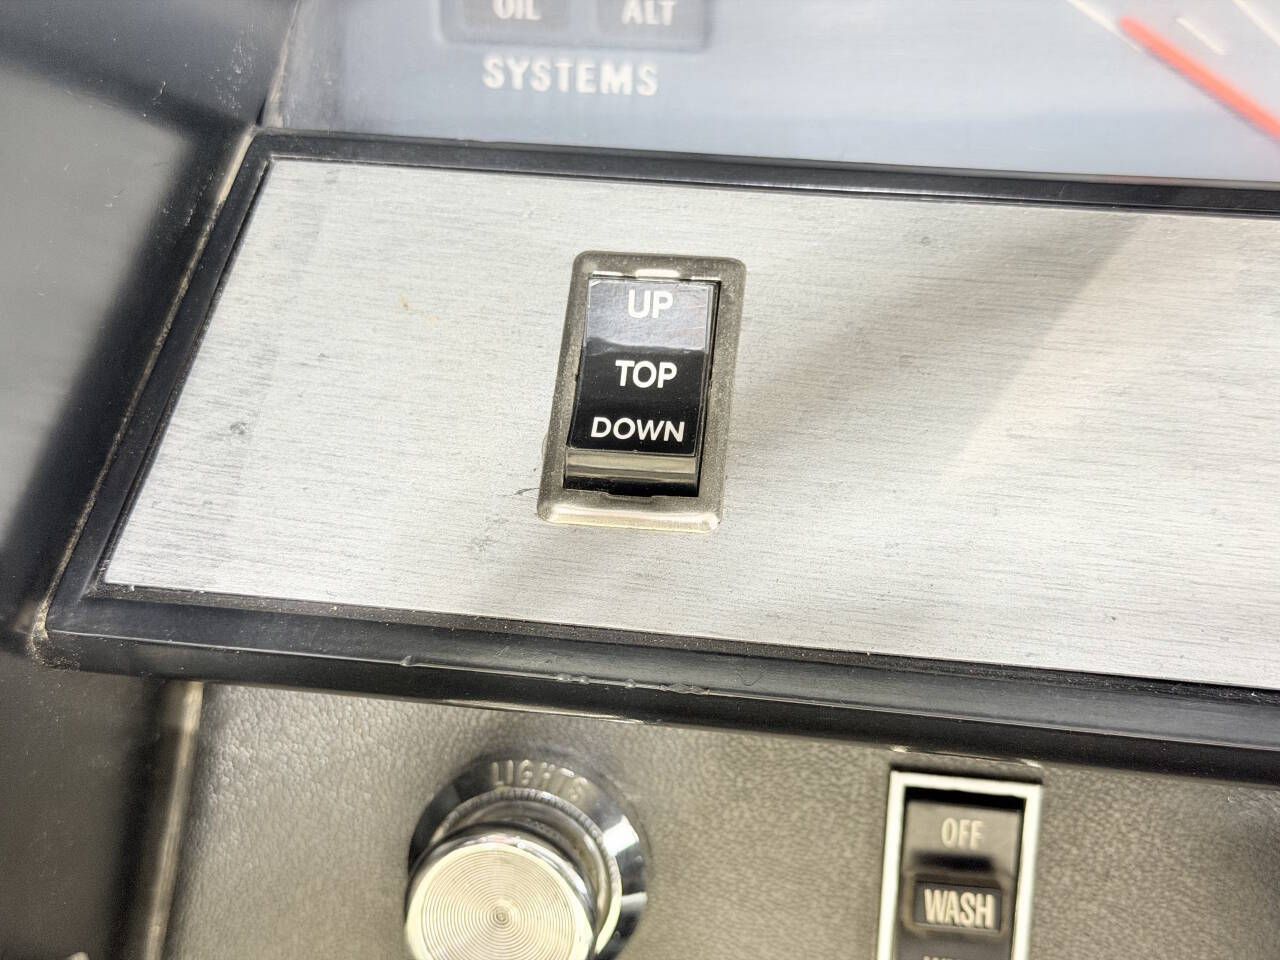 OIL ALT
SYSTEMS
UP
TOP
DOWN
LIGHTS
OFF
WASH